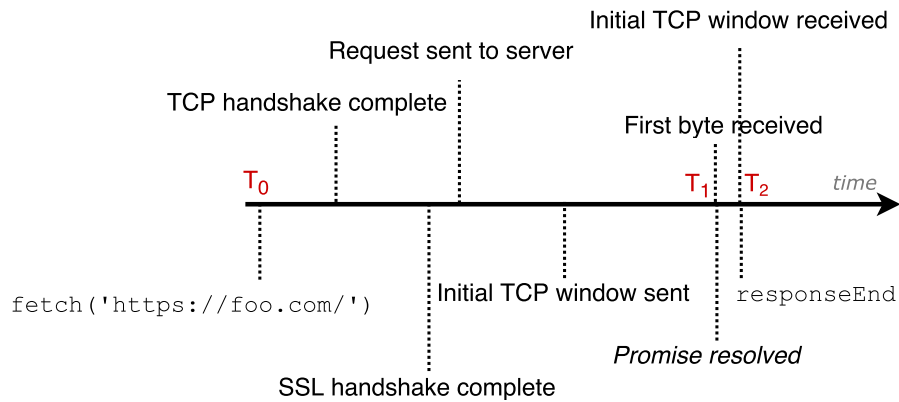 Initial TCP window received
Request sent to server
TCP handshake complete
First byte received
T0
T1
T2
time
fetch('https://foo.com/')
Initial TCP window sent
responseEnd
Promise resolved
SSL handshake complete